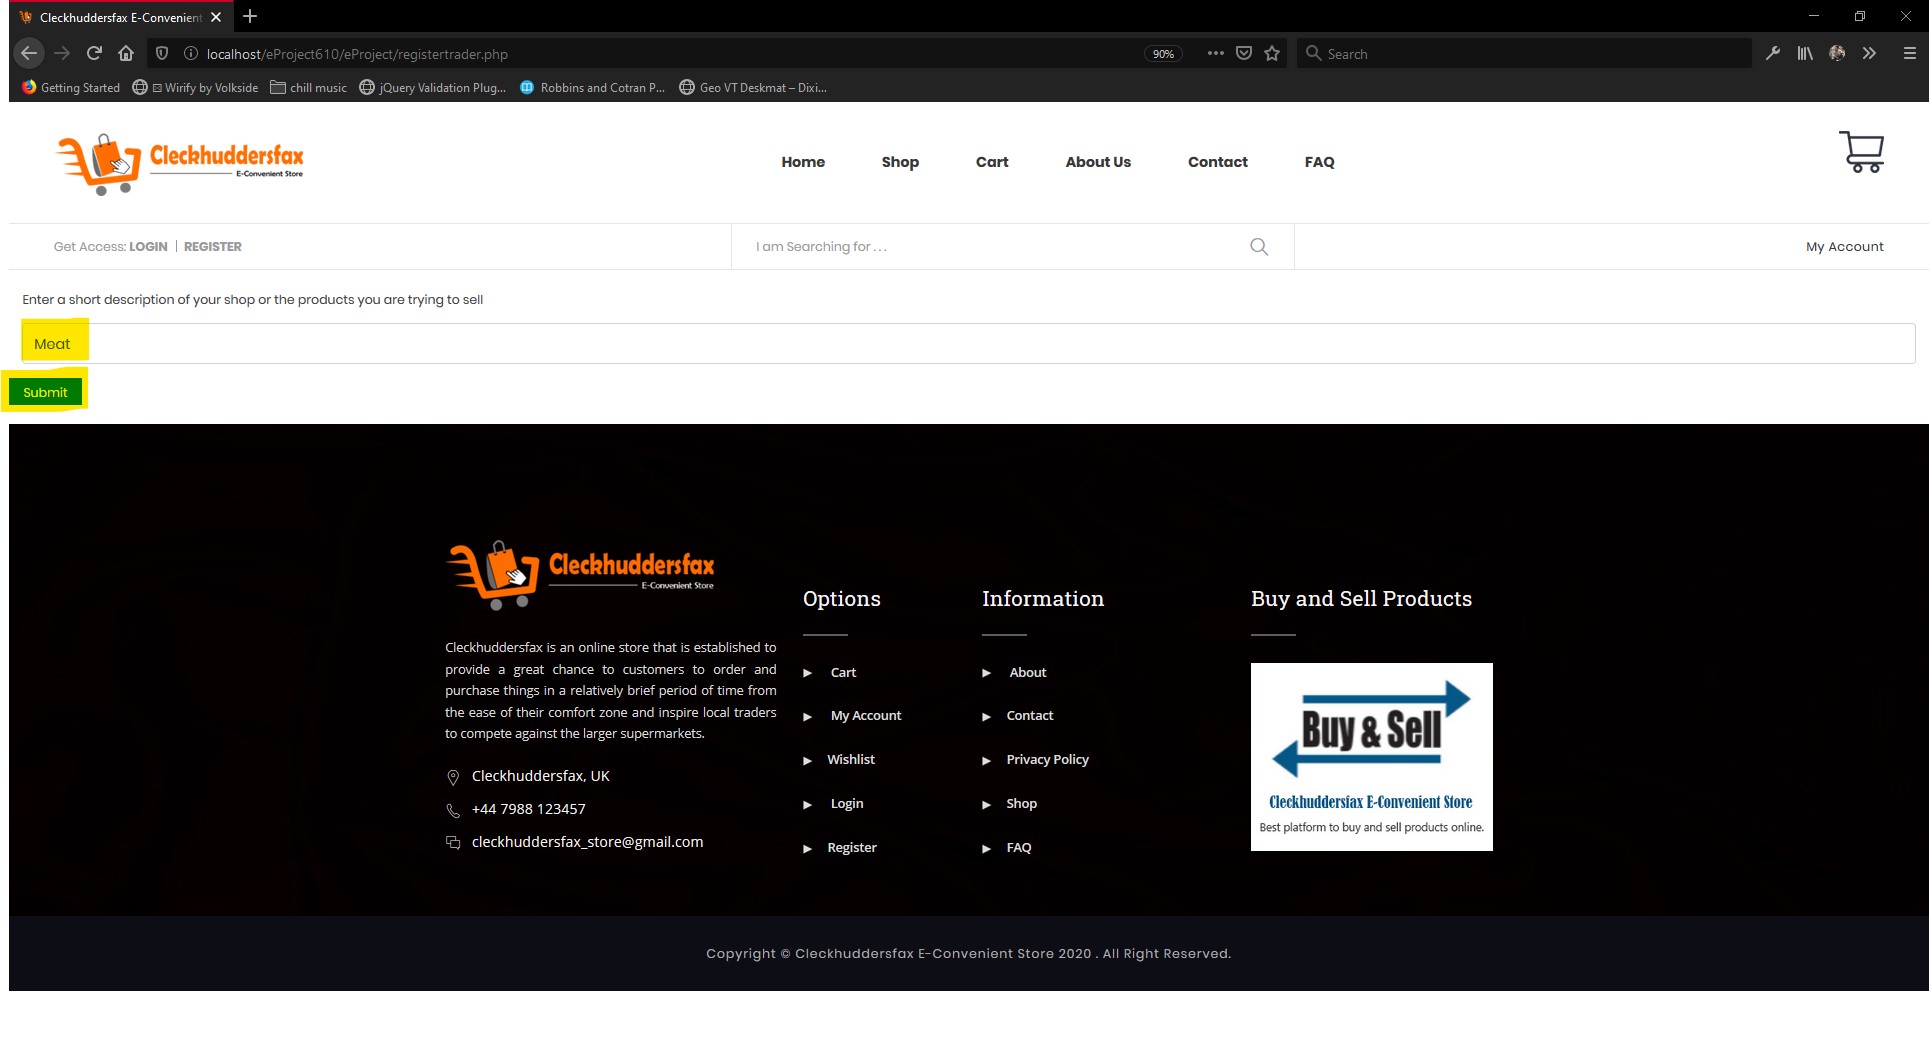 Cleckhuddersfax E-Convenient
localhost/eProject610/eProject/registertrader.php
90%
Search
Getting Started
Wirify by Volkside
chill music
jQuery Validation Plug...
Robbins and Cotran P...
Geo VT Deskmat – Dixi...
Cleckhuddersfax
E-Convenient Store
Home
Shop
Cart
About Us
Contact
FAQ
Get Access: LOGIN | REGISTER
I am Searching for . . .
My Account
Enter a short description of your shop or the products you are trying to sell
Meat
Submit
Cleckhuddersfax
E-Convenient Store
Cleckhuddersfax is an online store that is established to
provide a great chance to customers to order and
purchase things in a relatively brief period of time from
the ease of their comfort zone and inspire local traders
to compete against the larger supermarkets.
Cleckhuddersfax, UK
+44 7988 123457
cleckhuddersfax_store@gmail.com
Options
Cart
My Account
Wishlist
Login
Register
Information
About
Contact
Privacy Policy
Shop
FAQ
Buy and Sell Products
Buy & Sell
Cleckhuddersfax E-Convenient Store
Best platform to buy and sell products online.
Copyright © Cleckhuddersfax E-Convenient Store 2020 . All Right Reserved.